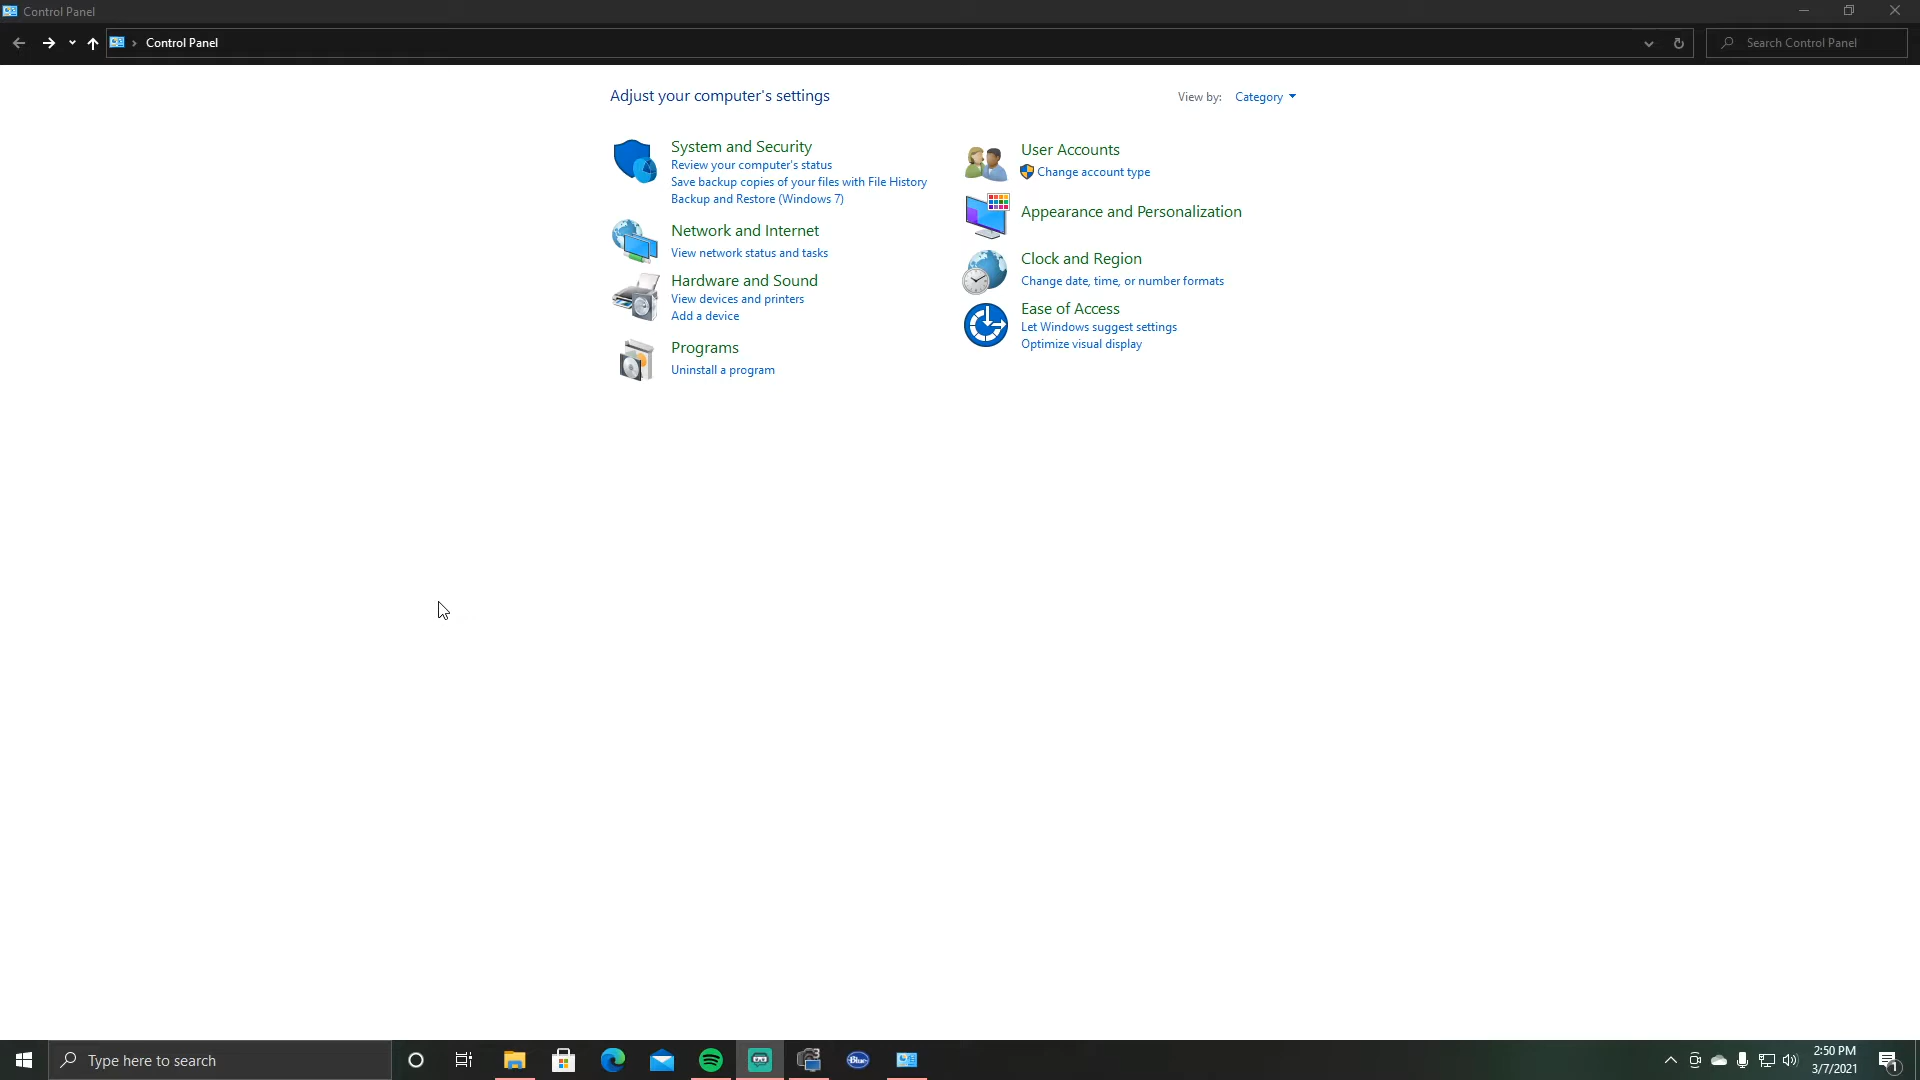 Control Panel
Control Panel
Search Control Panel
Adjust your computer's settings
View by: Category
System and Security
Review your computer's status
Save backup copies of your files with File History
Backup and Restore (Windows 7)
Network and Internet
View network status and tasks
Hardware and Sound
View devices and printers
Add a device
Programs
Uninstall a program
User Accounts
Change account type
Appearance and Personalization
Clock and Region
Change date, time, or number formats
Ease of Access
Let Windows suggest settings
Optimize visual display
Type here to search
3
Blue
2:50 PM
3/7/2021
1